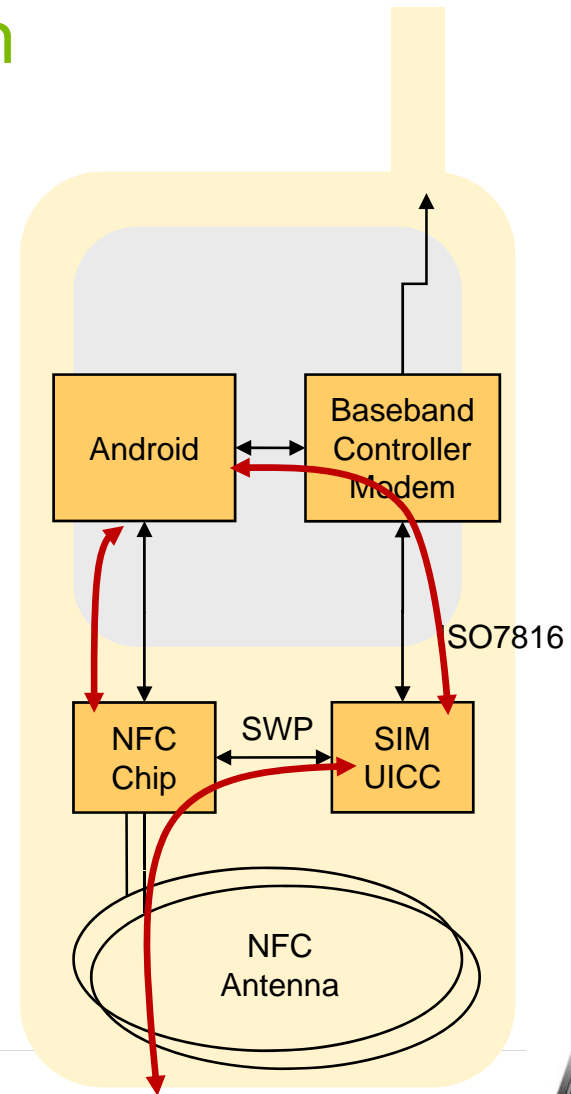 n
Android
Baseband
Controller
Modem
ISO7816
NFC
Chip
SWP
SIM
UICC
NFC
Antenna